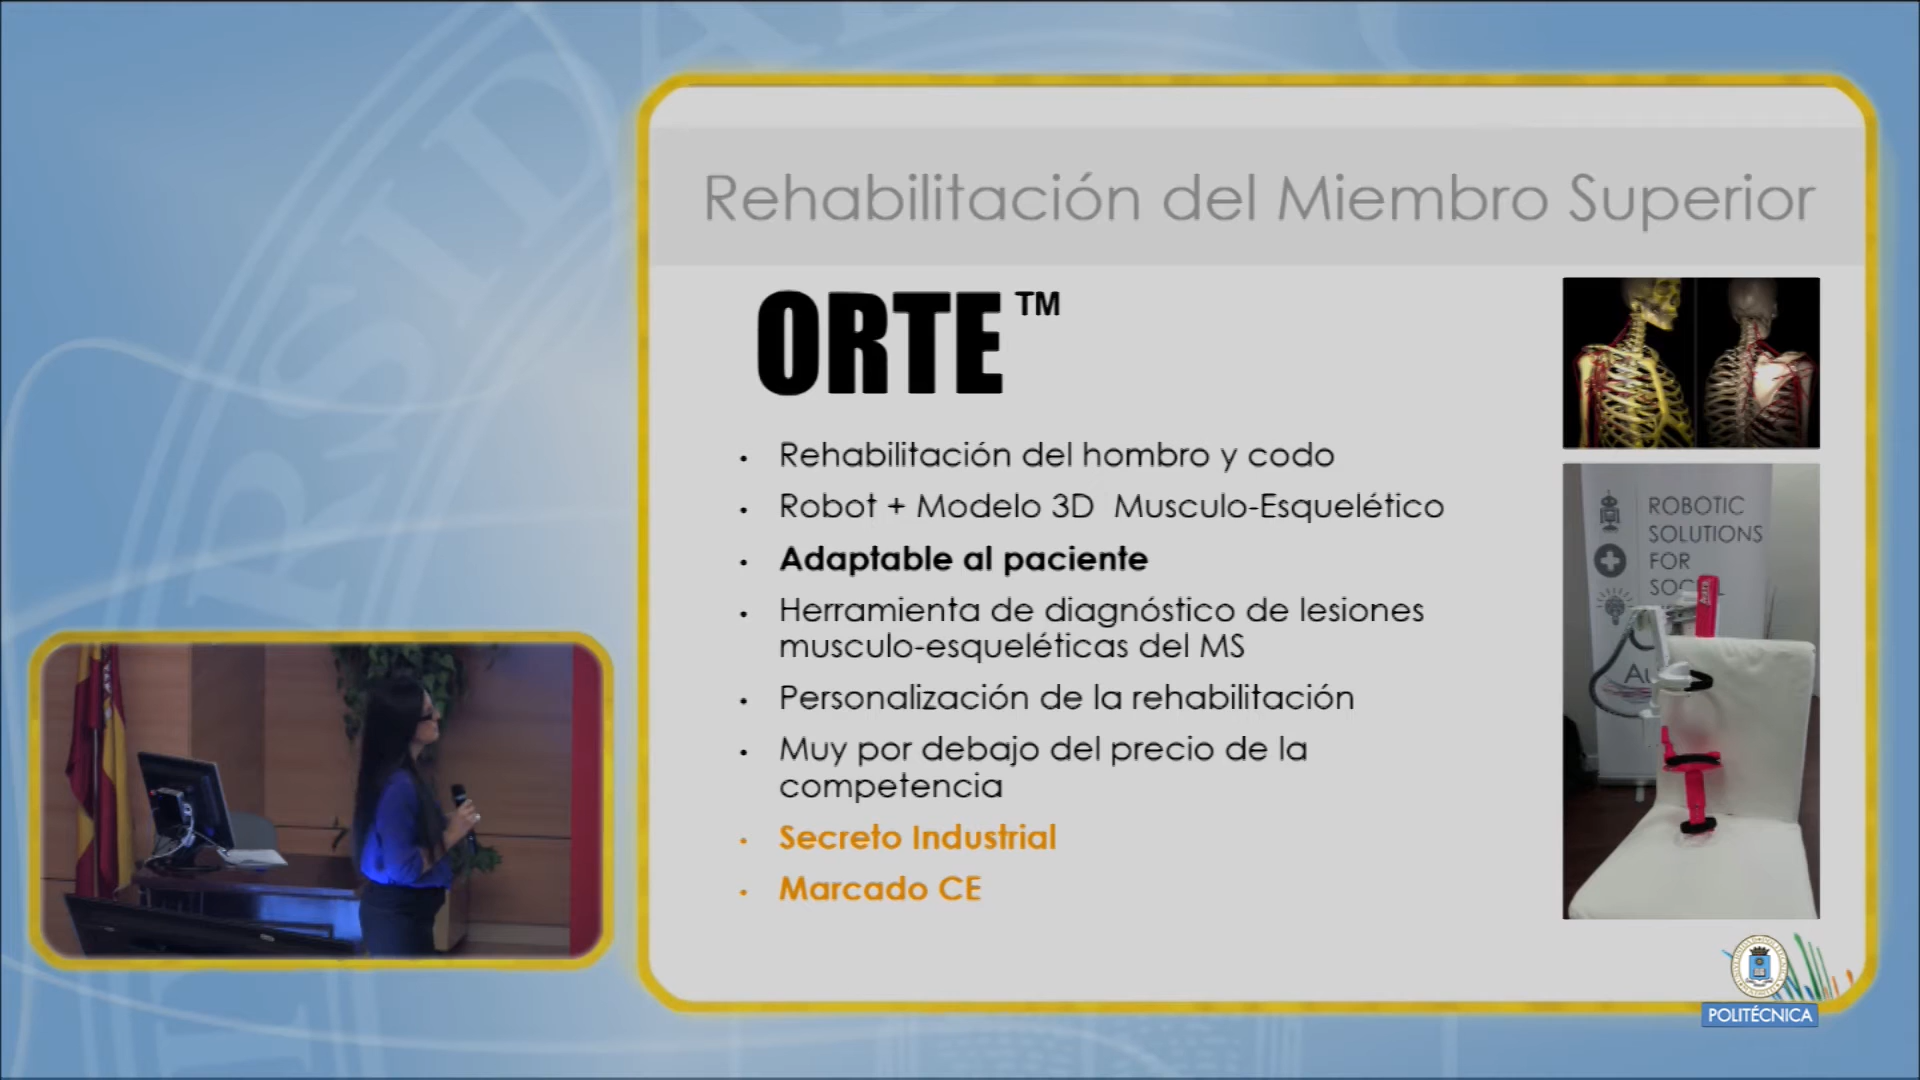 Rehabilitación del Miembro Superior
ORTE™
• Rehabilitación del hombro y codo
• Robot + Modelo 3D Musculo-Esquelético
• Adaptable al paciente
• Herramienta de diagnóstico de lesiones
musculo-esqueléticas del MS
• Personalización de la rehabilitación
• Muy por debajo del precio de la
competencia
• Secreto Industrial
• Marcado CE
ROBOTIC
SOLUTIONS
FOR
POLITÉCNICA